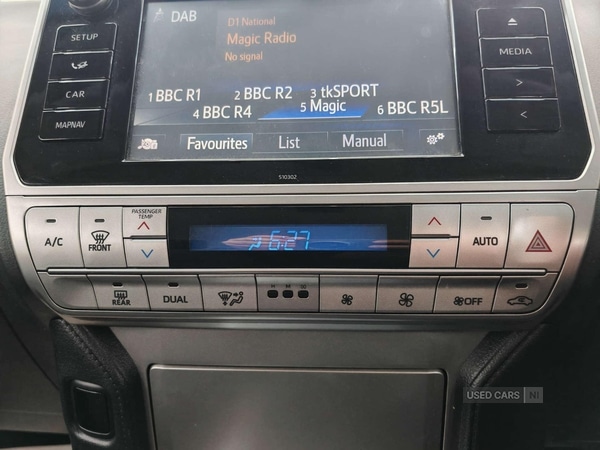 DAB
D1 National
Magic Radio
No signal
SETUP
MEDIA
CAR
MAPNAV
>
<
1 BBC R1 2 BBC R2 3 tkSPORT
4 BBC R4 5 Magic 6 BBC R5L
Favourites List Manual
510302
A/C
FRONT
PASSENGER TEMP
6:27
AUTO
REAR
DUAL
OFF
USED CARS NI